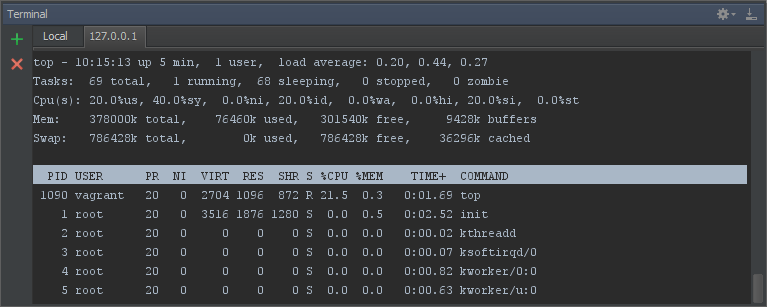 Terminal
Local 127.0.0.1
top - 10:15:13 up 5 min,  1 user,  load average: 0.20, 0.44, 0.27
Tasks:  69 total,   1 running,  68 sleeping,   0 stopped,   0 zombie
Cpu(s): 20.0%us, 40.0%sy,  0.0%ni, 20.0%id,  0.0%wa,  0.0%hi, 20.0%si,  0.0%st
Mem:    378000k total,    76460k used,   301540k free,     9428k buffers
Swap:   786428k total,        0k used,   786428k free,    36296k cached
PID USER      PR  NI  VIRT  RES  SHR S %CPU %MEM    TIME+  COMMAND
1090 vagrant   20   0  2704 1096  872 R 21.5  0.3   0:01.69 top
1 root      20   0  3516 1876 1280 S  0.0  0.5   0:02.52 init
2 root      20   0     0    0    0 S  0.0  0.0   0:00.02 kthreadd
3 root      20   0     0    0    0 S  0.0  0.0   0:00.07 ksoftirqd/0
4 root      20   0     0    0    0 S  0.0  0.0   0:00.82 kworker/0:0
5 root      20   0     0    0    0 S  0.0  0.0   0:00.63 kworker/u:0